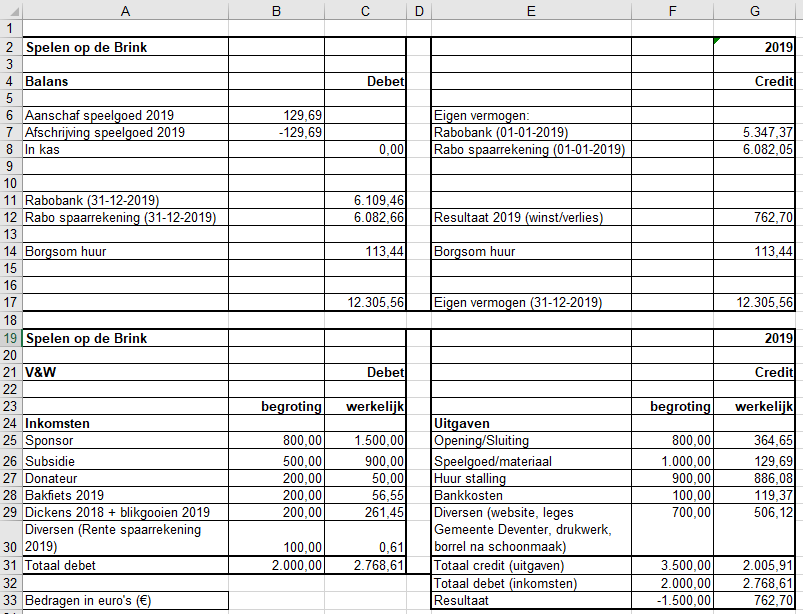 A B C D E F G
1
2 Spelen op de Brink 2019
3
4 Balans Debet Credit
5
6 Aanschaf speelgoed 2019 129,69 Eigen vermogen:
7 Afschrijving speelgoed 2019 -129,69 Rabobank (01-01-2019) 5.347,37
8 In kas 0,00 Rabo spaarrekening (01-01-2019) 6.082,05
9
10
11 Rabobank (31-12-2019) 6.109,46
12 Rabo spaarrekening (31-12-2019) 6.082,66 Resultaat 2019 (winst/verlies) 762,70
13
14 Borgsom huur 113,44 Borgsom huur 113,44
15
16
17 12.305,56 Eigen vermogen (31-12-2019) 12.305,56
18
19 Spelen op de Brink 2019
20
21 V&W Debet Credit
22
23 begroting werkelijk begroting werkelijk
24 Inkomsten Uitgaven
25 Sponsor 800,00 1.500,00 Opening/Sluiting 800,00 364,65
26 Subsidie 500,00 900,00 Speelgoed/materiaal 1.000,00 129,69
27 Donateur 200,00 50,00 Huur stalling 900,00 886,08
28 Bakfiets 2019 200,00 56,55 Bankkosten 100,00 119,37
29 Dickens 2018 + blikgooien 2019 200,00 261,45 Diversen (website, leges 700,00 506,12
Diversen (Rente spaarrekening Gemeente Deventer, drukwerk,
30 2019) 100,00 0,61 borrel na schoonmaak)
31 Totaal debet 2.000,00 2.768,61 Totaal credit (uitgaven) 3.500,00 2.005,91
32 Totaal debet (inkomsten) 2.000,00 2.768,61
33 Bedragen in euro's (€) Resultaat -1.500,00 762,70